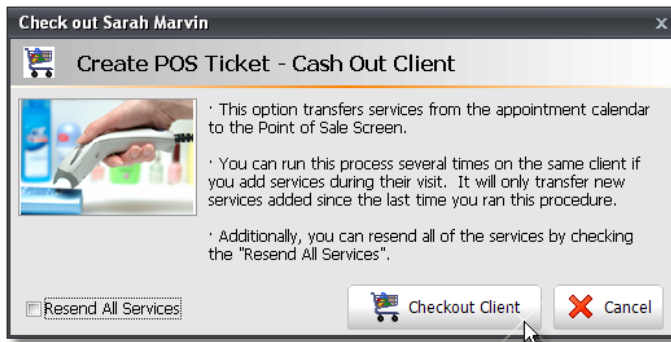 Check out Sarah Marvin
x
Create POS Ticket - Cash Out Client
· This option transfers services from the appointment calendar
to the Point of Sale Screen.
· You can run this process several times on the same client if
you add services during their visit.  It will only transfer new
services added since the last time you ran this procedure.
· Additionally, you can resend all of the services by checking
the "Resend All Services".
Resend All Services
Checkout Client
Cancel